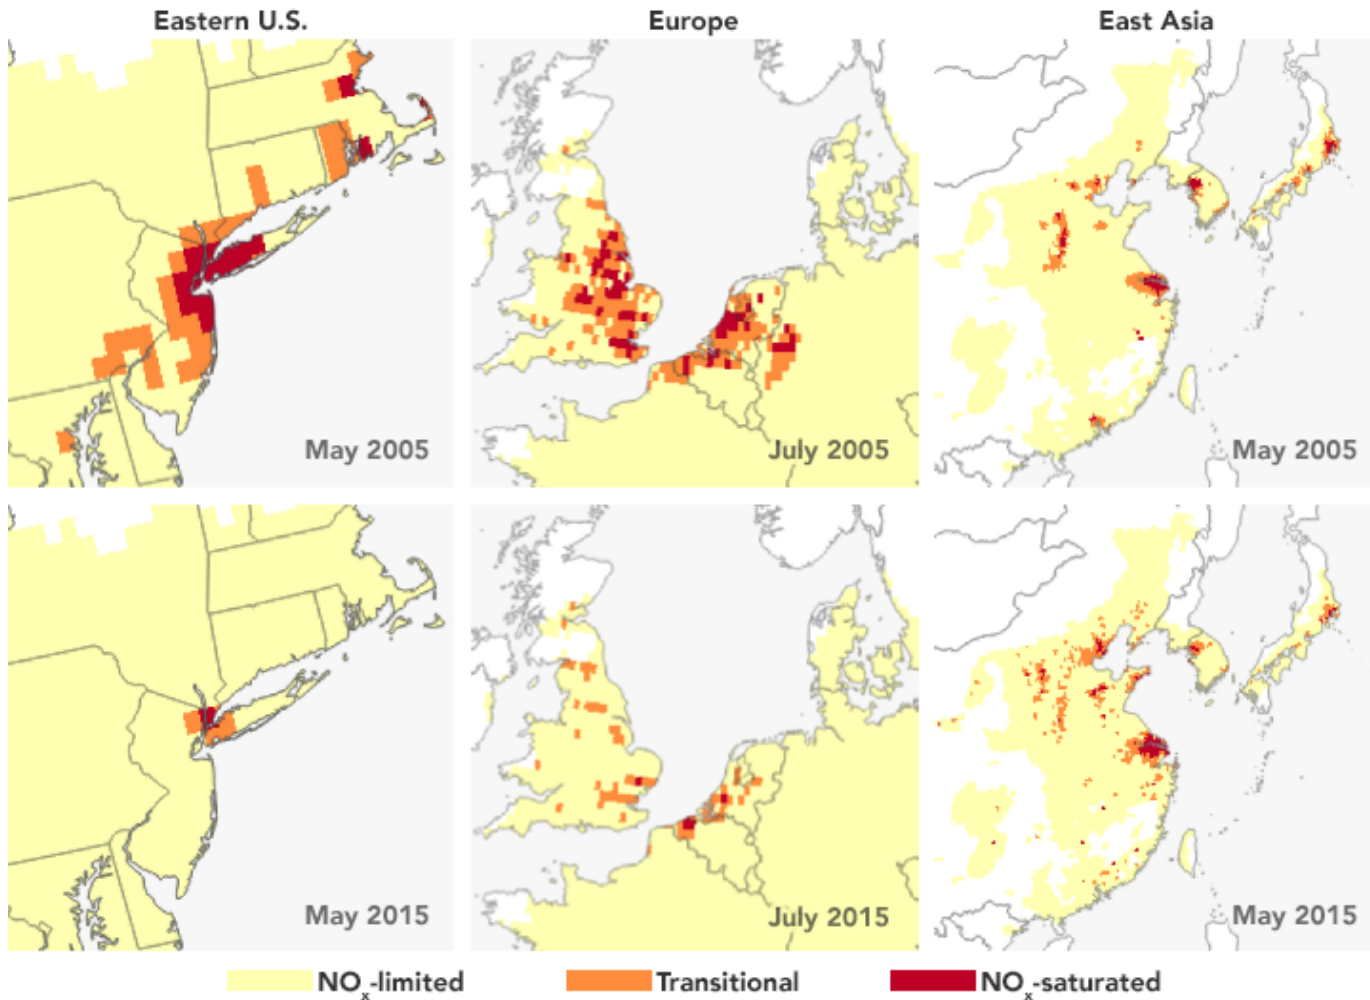 Eastern U.S.
Europe
East Asia
May 2005
July 2005
May 2005
May 2015
July 2015
May 2015
NOx-limited
Transitional
NOx-saturated